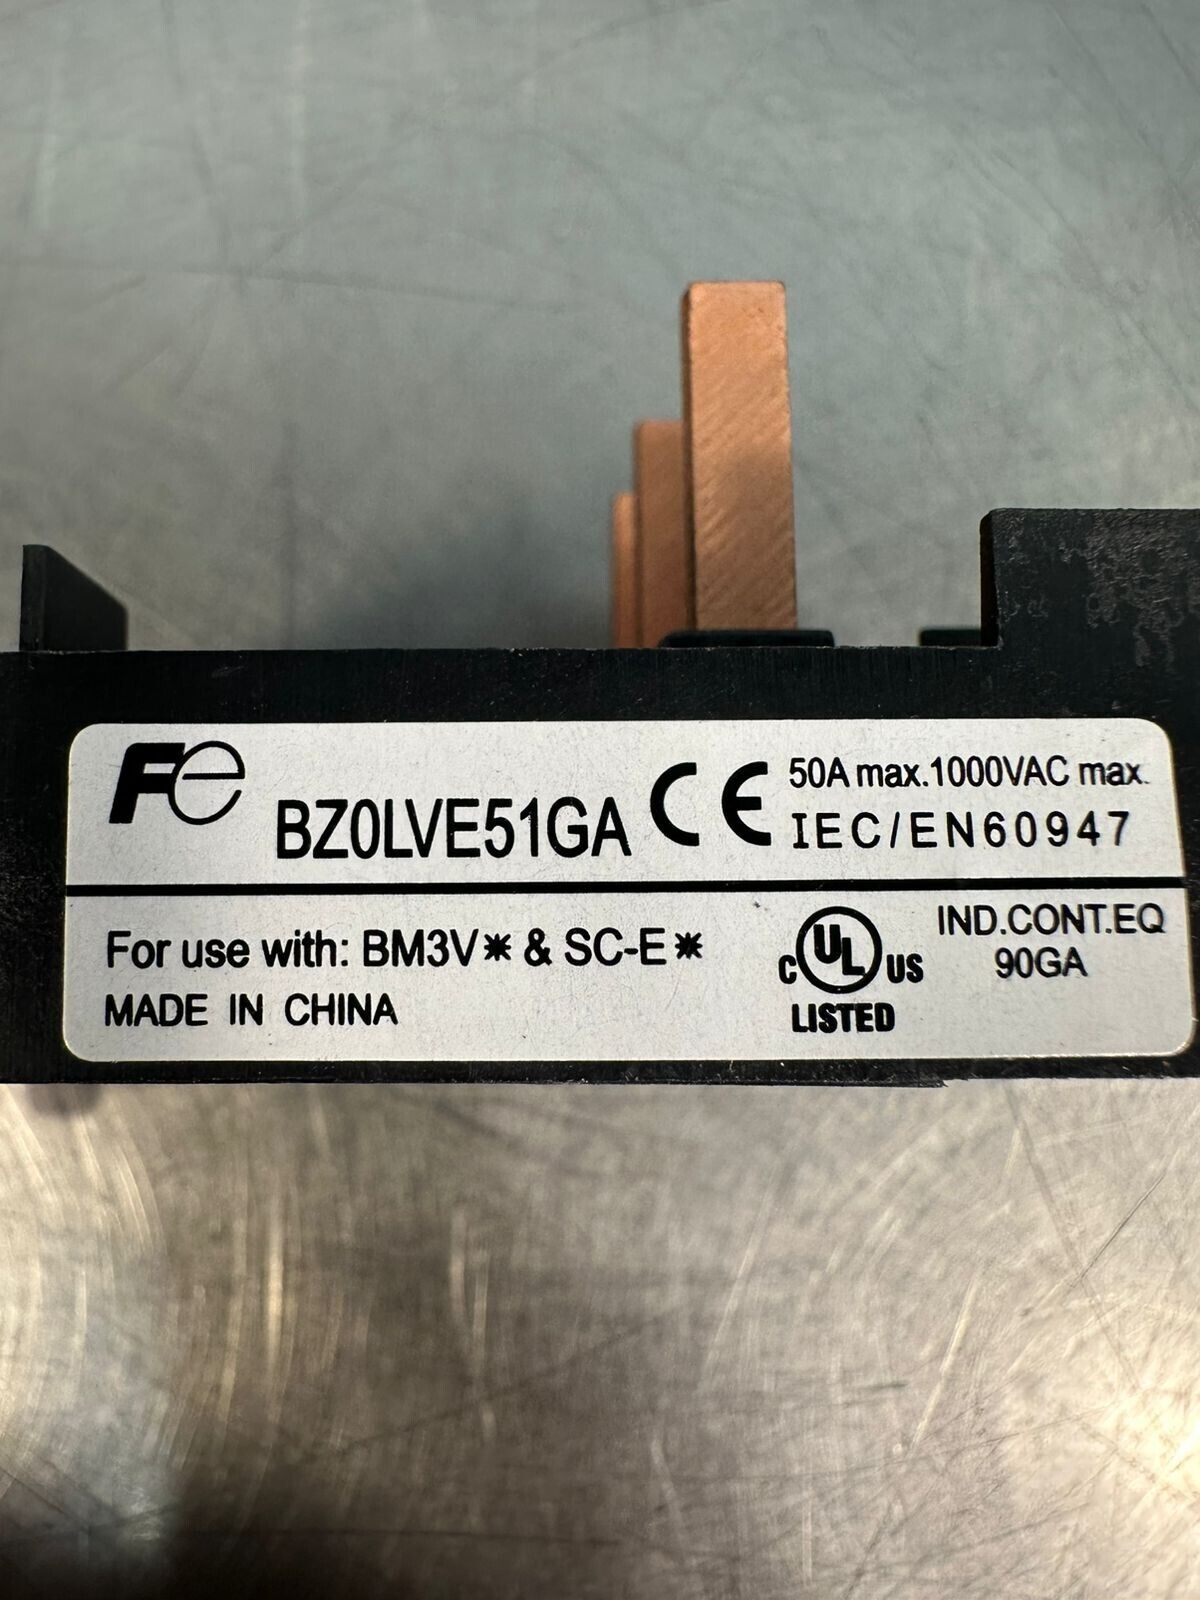 Fe BZ0LVE51GA CE 50A max.1000VAC max.
IEC/EN60947
For use with: BM3V* & SC-E*
MADE IN CHINA
C UL US
LISTED
IND.CONT.EQ
90GA